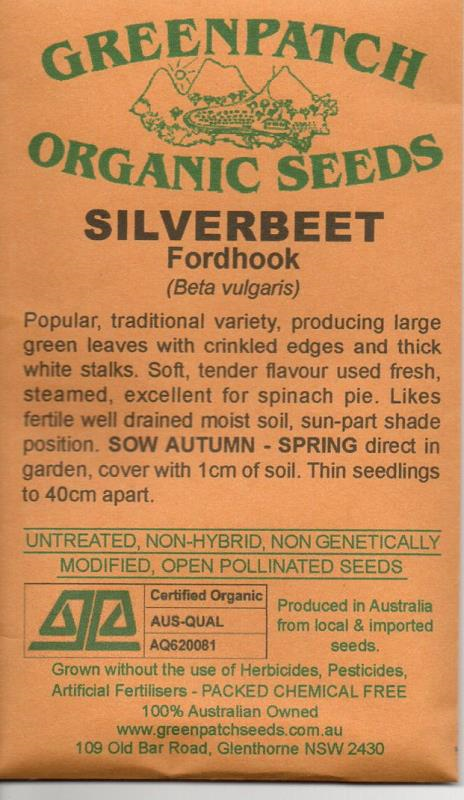 GREENPATCH
ORGANIC SEEDS
SILVERBEET
Fordhook
(Beta vulgaris)
Popular, traditional variety, producing large
green leaves with crinkled edges and thick
white stalks. Soft, tender flavour used fresh,
steamed, excellent for spinach pie. Likes
fertile well drained moist soil, sun-part shade
position. SOW AUTUMN - SPRING direct in
garden, cover with 1cm of soil. Thin seedlings
to 40cm apart.
UNTREATED, NON-HYBRID, NON GENETICALLY
MODIFIED, OPEN POLLINATED SEEDS
Certified Organic
AUS-QUAL
AQ620081
Produced in Australia
from local & imported
seeds.
Grown without the use of Herbicides, Pesticides,
Artificial Fertilisers - PACKED CHEMICAL FREE
100% Australian Owned
www.greenpatchseeds.com.au
109 Old Bar Road, Glenthorne NSW 2430